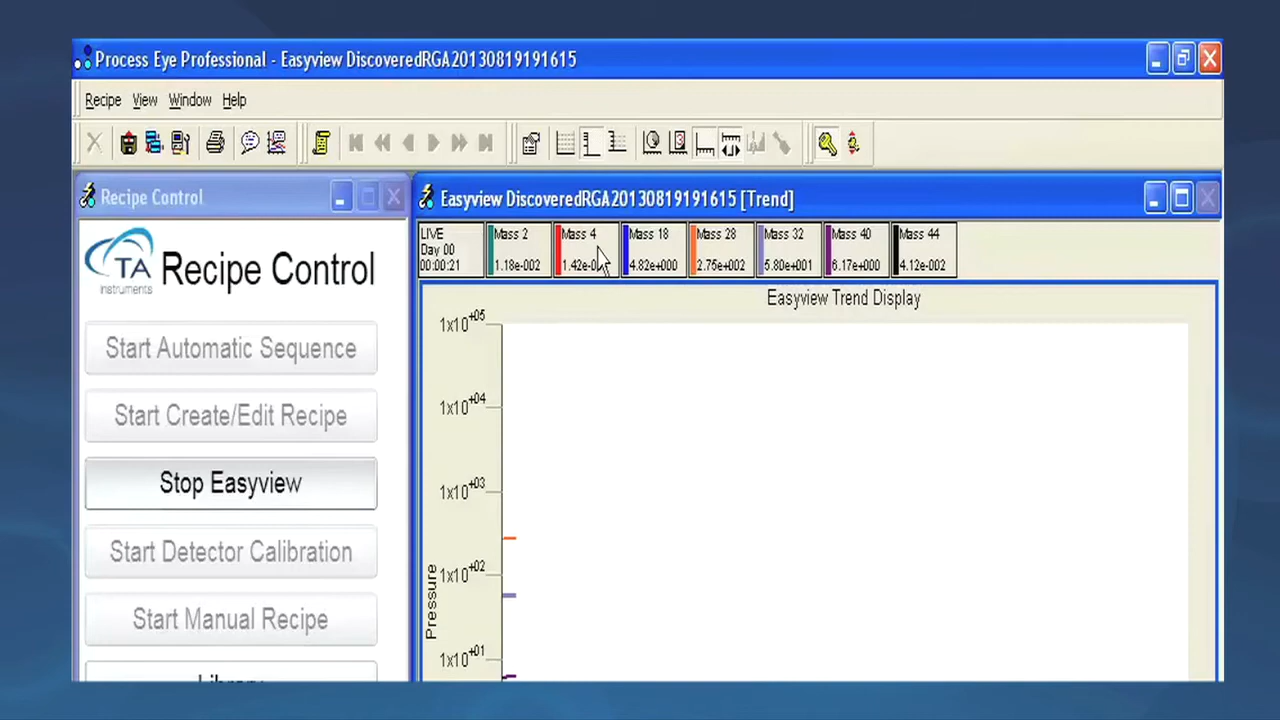 Process Eye Professional - Easyview DiscoveredRGA20130819191615
Recipe View Window Help
Recipe Control
TA
Instruments
Recipe Control
Start Automatic Sequence
Start Create/Edit Recipe
Stop Easyview
Start Detector Calibration
Start Manual Recipe
Easyview DiscoveredRGA20130819191615 [Trend]
LIVE
Day 00
00:00:21
Mass 2
1.18e-002
Mass 4
Mass 18
4.82e+000
Mass 28
2.75e+002
Mass 32
5.80e+001
Mass 40
6.17e+000
Mass 44
4.12e-002
Easyview Trend Display
1x10+05
1x10+04
1x10+03
1x10+02
1x10+01
Pressure